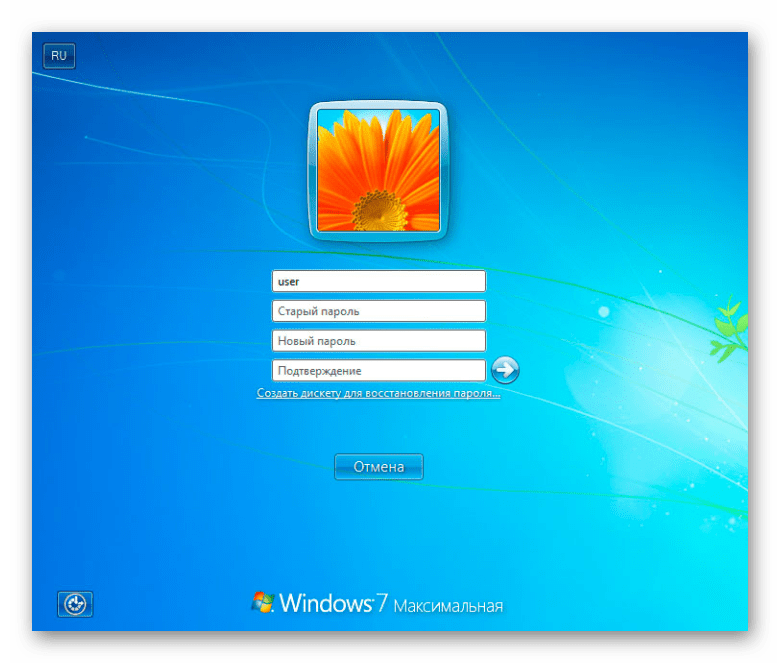 RU
user
Старый пароль
Новый пароль
Подтверждение
Создать дискету для восстановления пароля...
Отмена
Windows 7 Максимальная